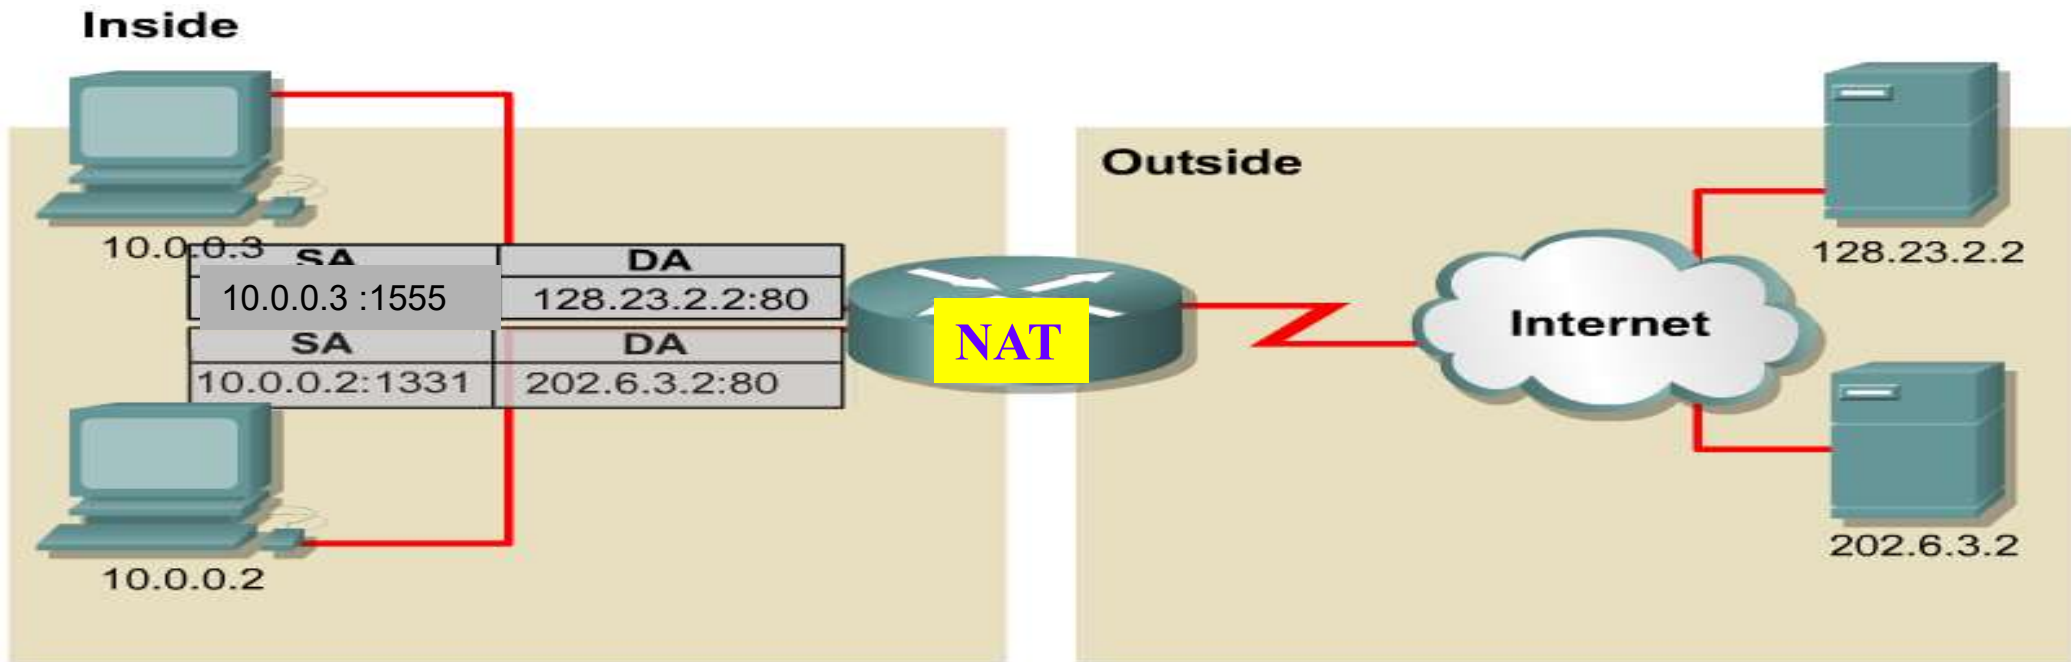 Inside
Outside
10.0.0.3
SA DA
10.0.0.3 :1555 128.23.2.2:80
SA DA
10.0.0.2:1331 202.6.3.2:80
10.0.0.2
NAT
Internet
128.23.2.2
202.6.3.2